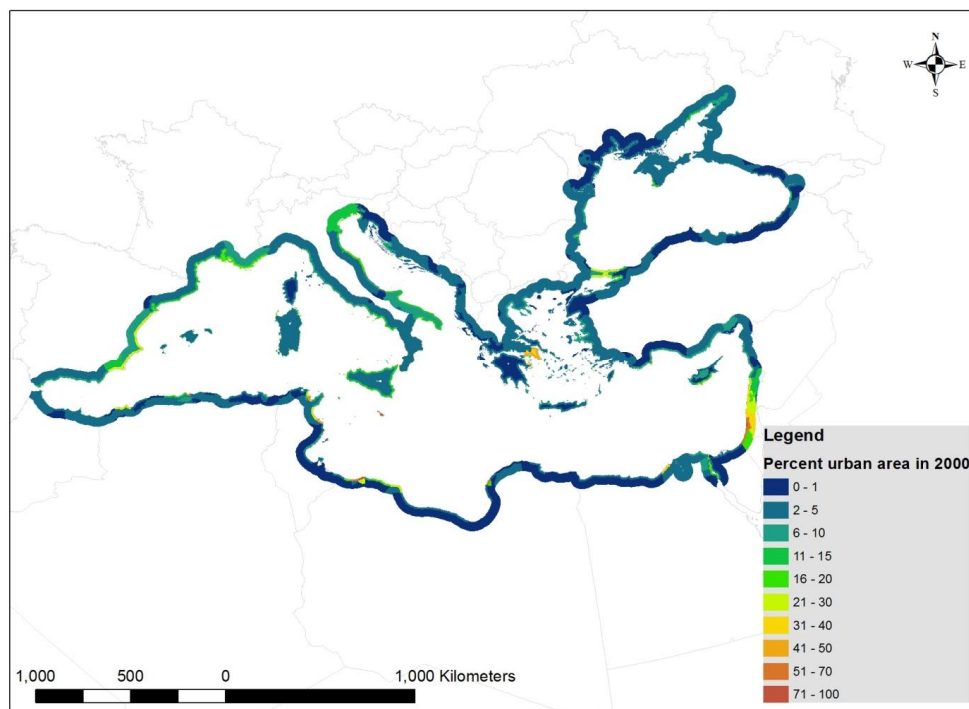 N
W E
S
Legend
Percent urban area in 2000
0 - 1
2 - 5
6 - 10
11 - 15
16 - 20
21 - 30
31 - 40
41 - 50
51 - 70
71 - 100
1,000 500 0 1,000 Kilometers